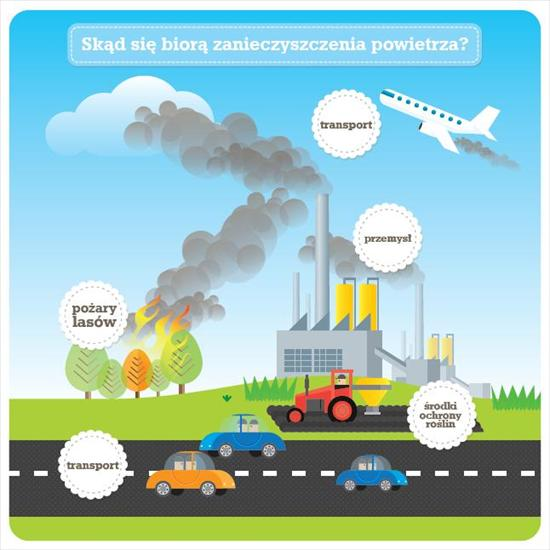 Skąd się biorą zanieczyszczenia powietrza?
transport
przemysł
pożary
lasów
środki
ochrony
roślin
transport